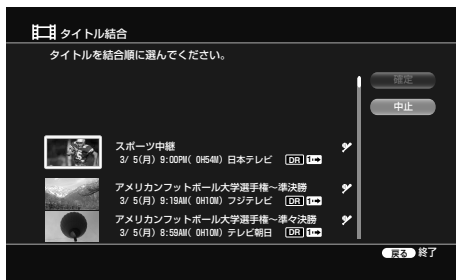 タイトル結合
タイトルを結合順に選んでください。
確定
中止
スポーツ中継
3/ 5(月) 9:00PM( 0H54M) 日本テレビ DR
アメリカンフットボール大学選手権～準決勝
3/ 5(月) 9:19AM( 0H10M) フジテレビ DR
アメリカンフットボール大学選手権～準々決勝
3/ 5(月) 8:59AM( 0H10M) テレビ朝日 DR
戻る 終了